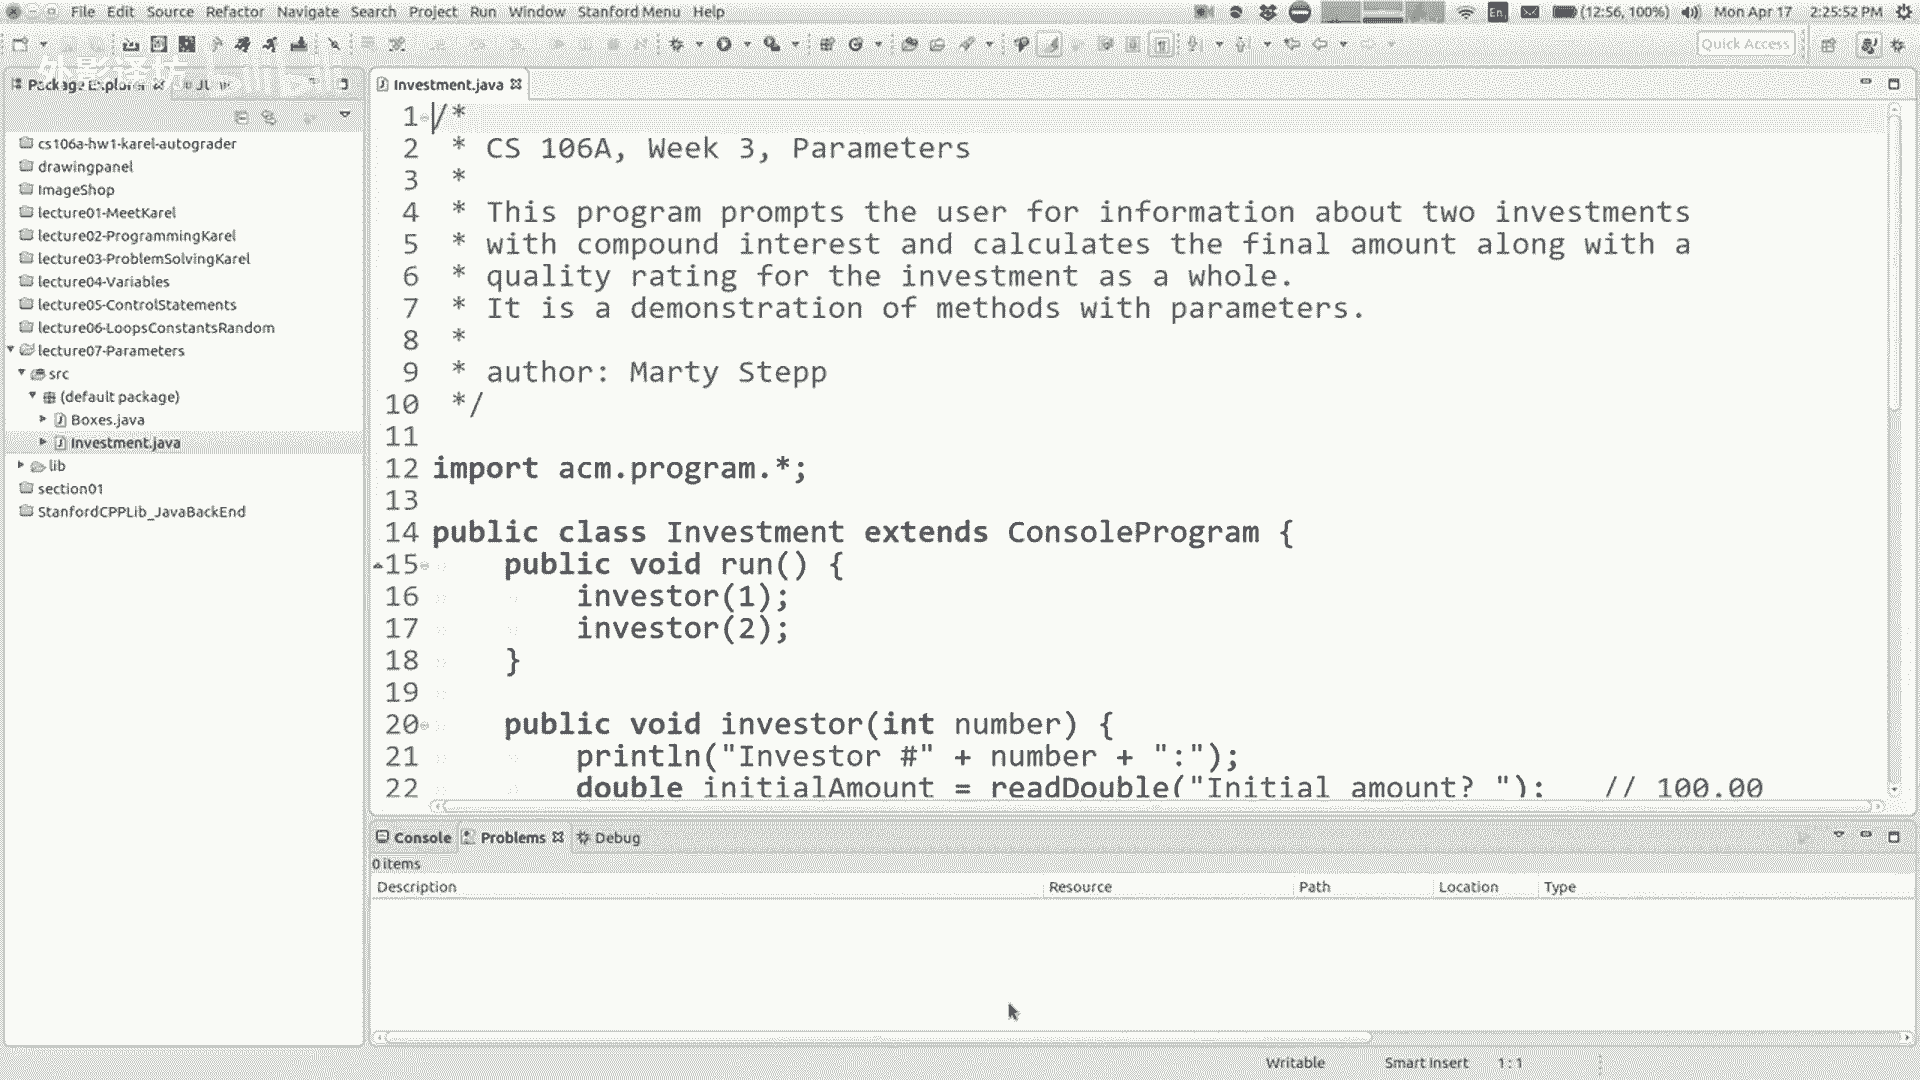 File Edit Source Refactor Navigate Search Project Run Window Stanford Menu Help
En
(12:56, 100%)
Mon Apr 17 2:25:52 PM
Quick Access
外影译坊 bilibili
Package Explorer
Investment.java
cs106a-hw1-karel-autograder
drawingpanel
ImageShop
lecture01-MeetKarel
lecture02-ProgrammingKarel
lecture03-ProblemSolvingKarel
lecture04-Variables
lecture05-ControlStatements
lecture06-LoopsConstantsRandom
lecture07-Parameters
src
(default package)
Boxes.java
Investment.java
lib
section01
StanfordCPPLib_JavaBackEnd
1 /*
2 * CS 106A, Week 3, Parameters
3 *
4 * This program prompts the user for information about two investments
5 * with compound interest and calculates the final amount along with a
6 * quality rating for the investment as a whole.
7 * It is a demonstration of methods with parameters.
8 *
9 * author: Marty Stepp
10 */
11
12 import acm.program.*;
13
14 public class Investment extends ConsoleProgram {
15 public void run() {
16 investor(1);
17 investor(2);
18 }
19
20 public void investor(int number) {
21 println("Investor #" + number + ":");
22 double initialAmount = readDouble("Initial amount? "); // 100.00
Console Problems Debug
0 items
Description Resource Path Location Type
Writable Smart Insert 1 : 1